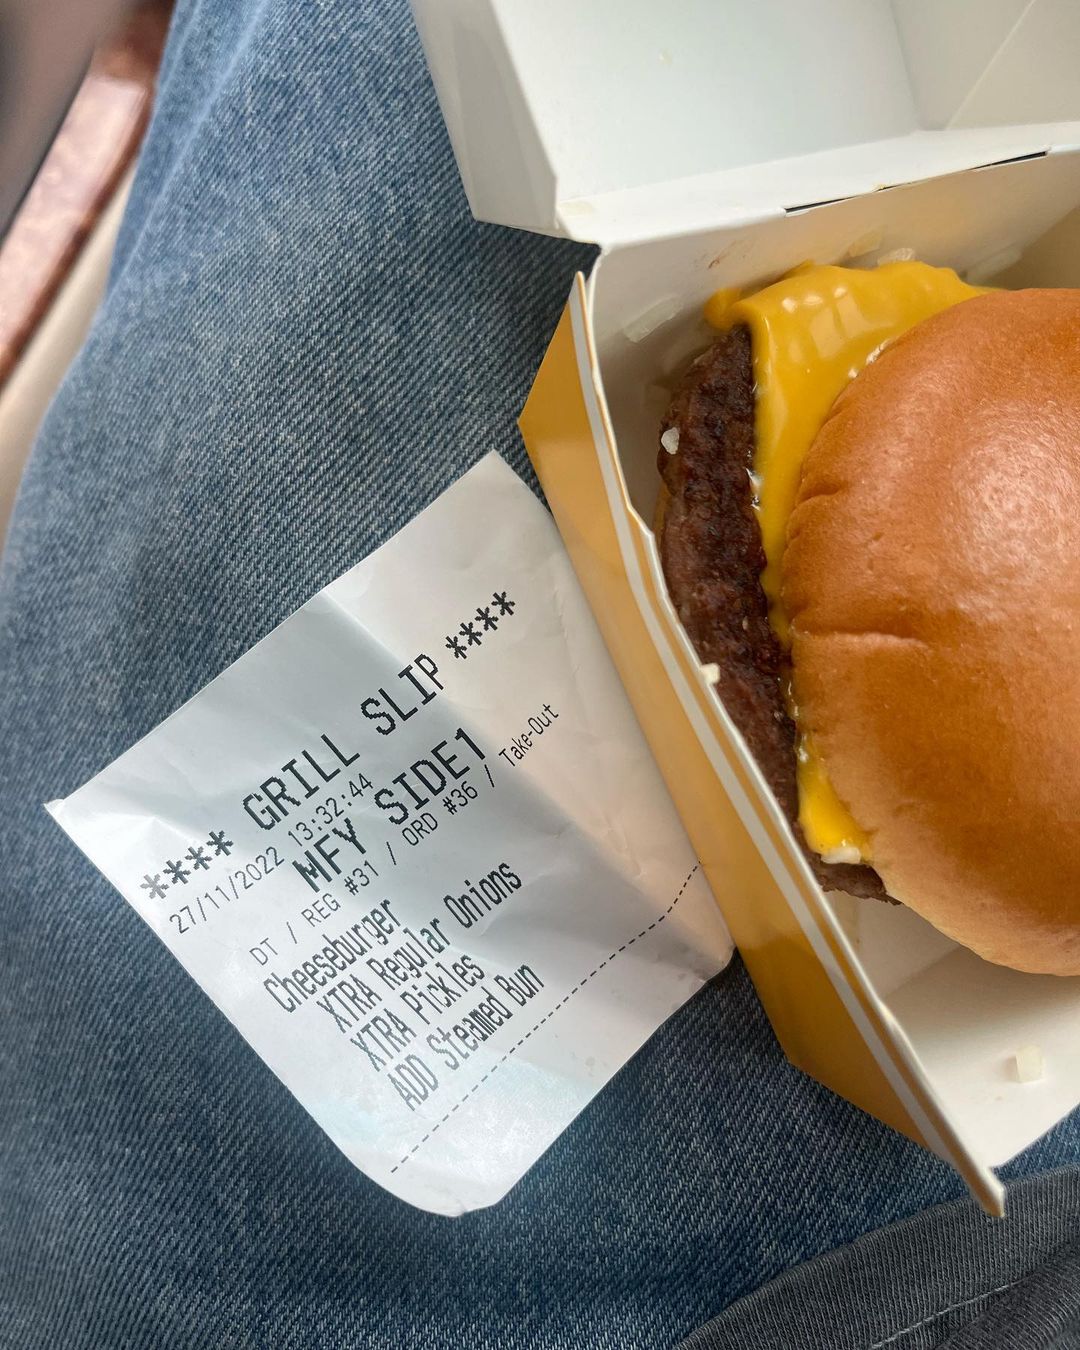 **** GRILL SLIP ****
27/11/2022 13:32:44
MFY SIDE1
DT / REG #31 / ORD #36 / Take-Out
Cheeseburger
XTRA Regular Onions
XTRA Pickles
ADD Steamed Bun